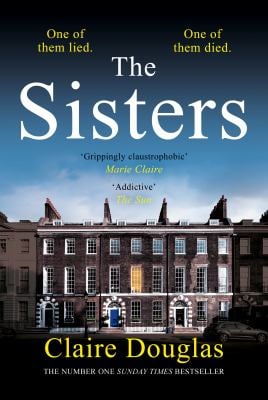 One of
them lied.
One of
them died.
The
Sisters
‘Grippingly claustrophobic’
Marie Claire
‘Addictive’
The Sun
Claire Douglas
THE NUMBER ONE SUNDAY TIMES BESTSELLER